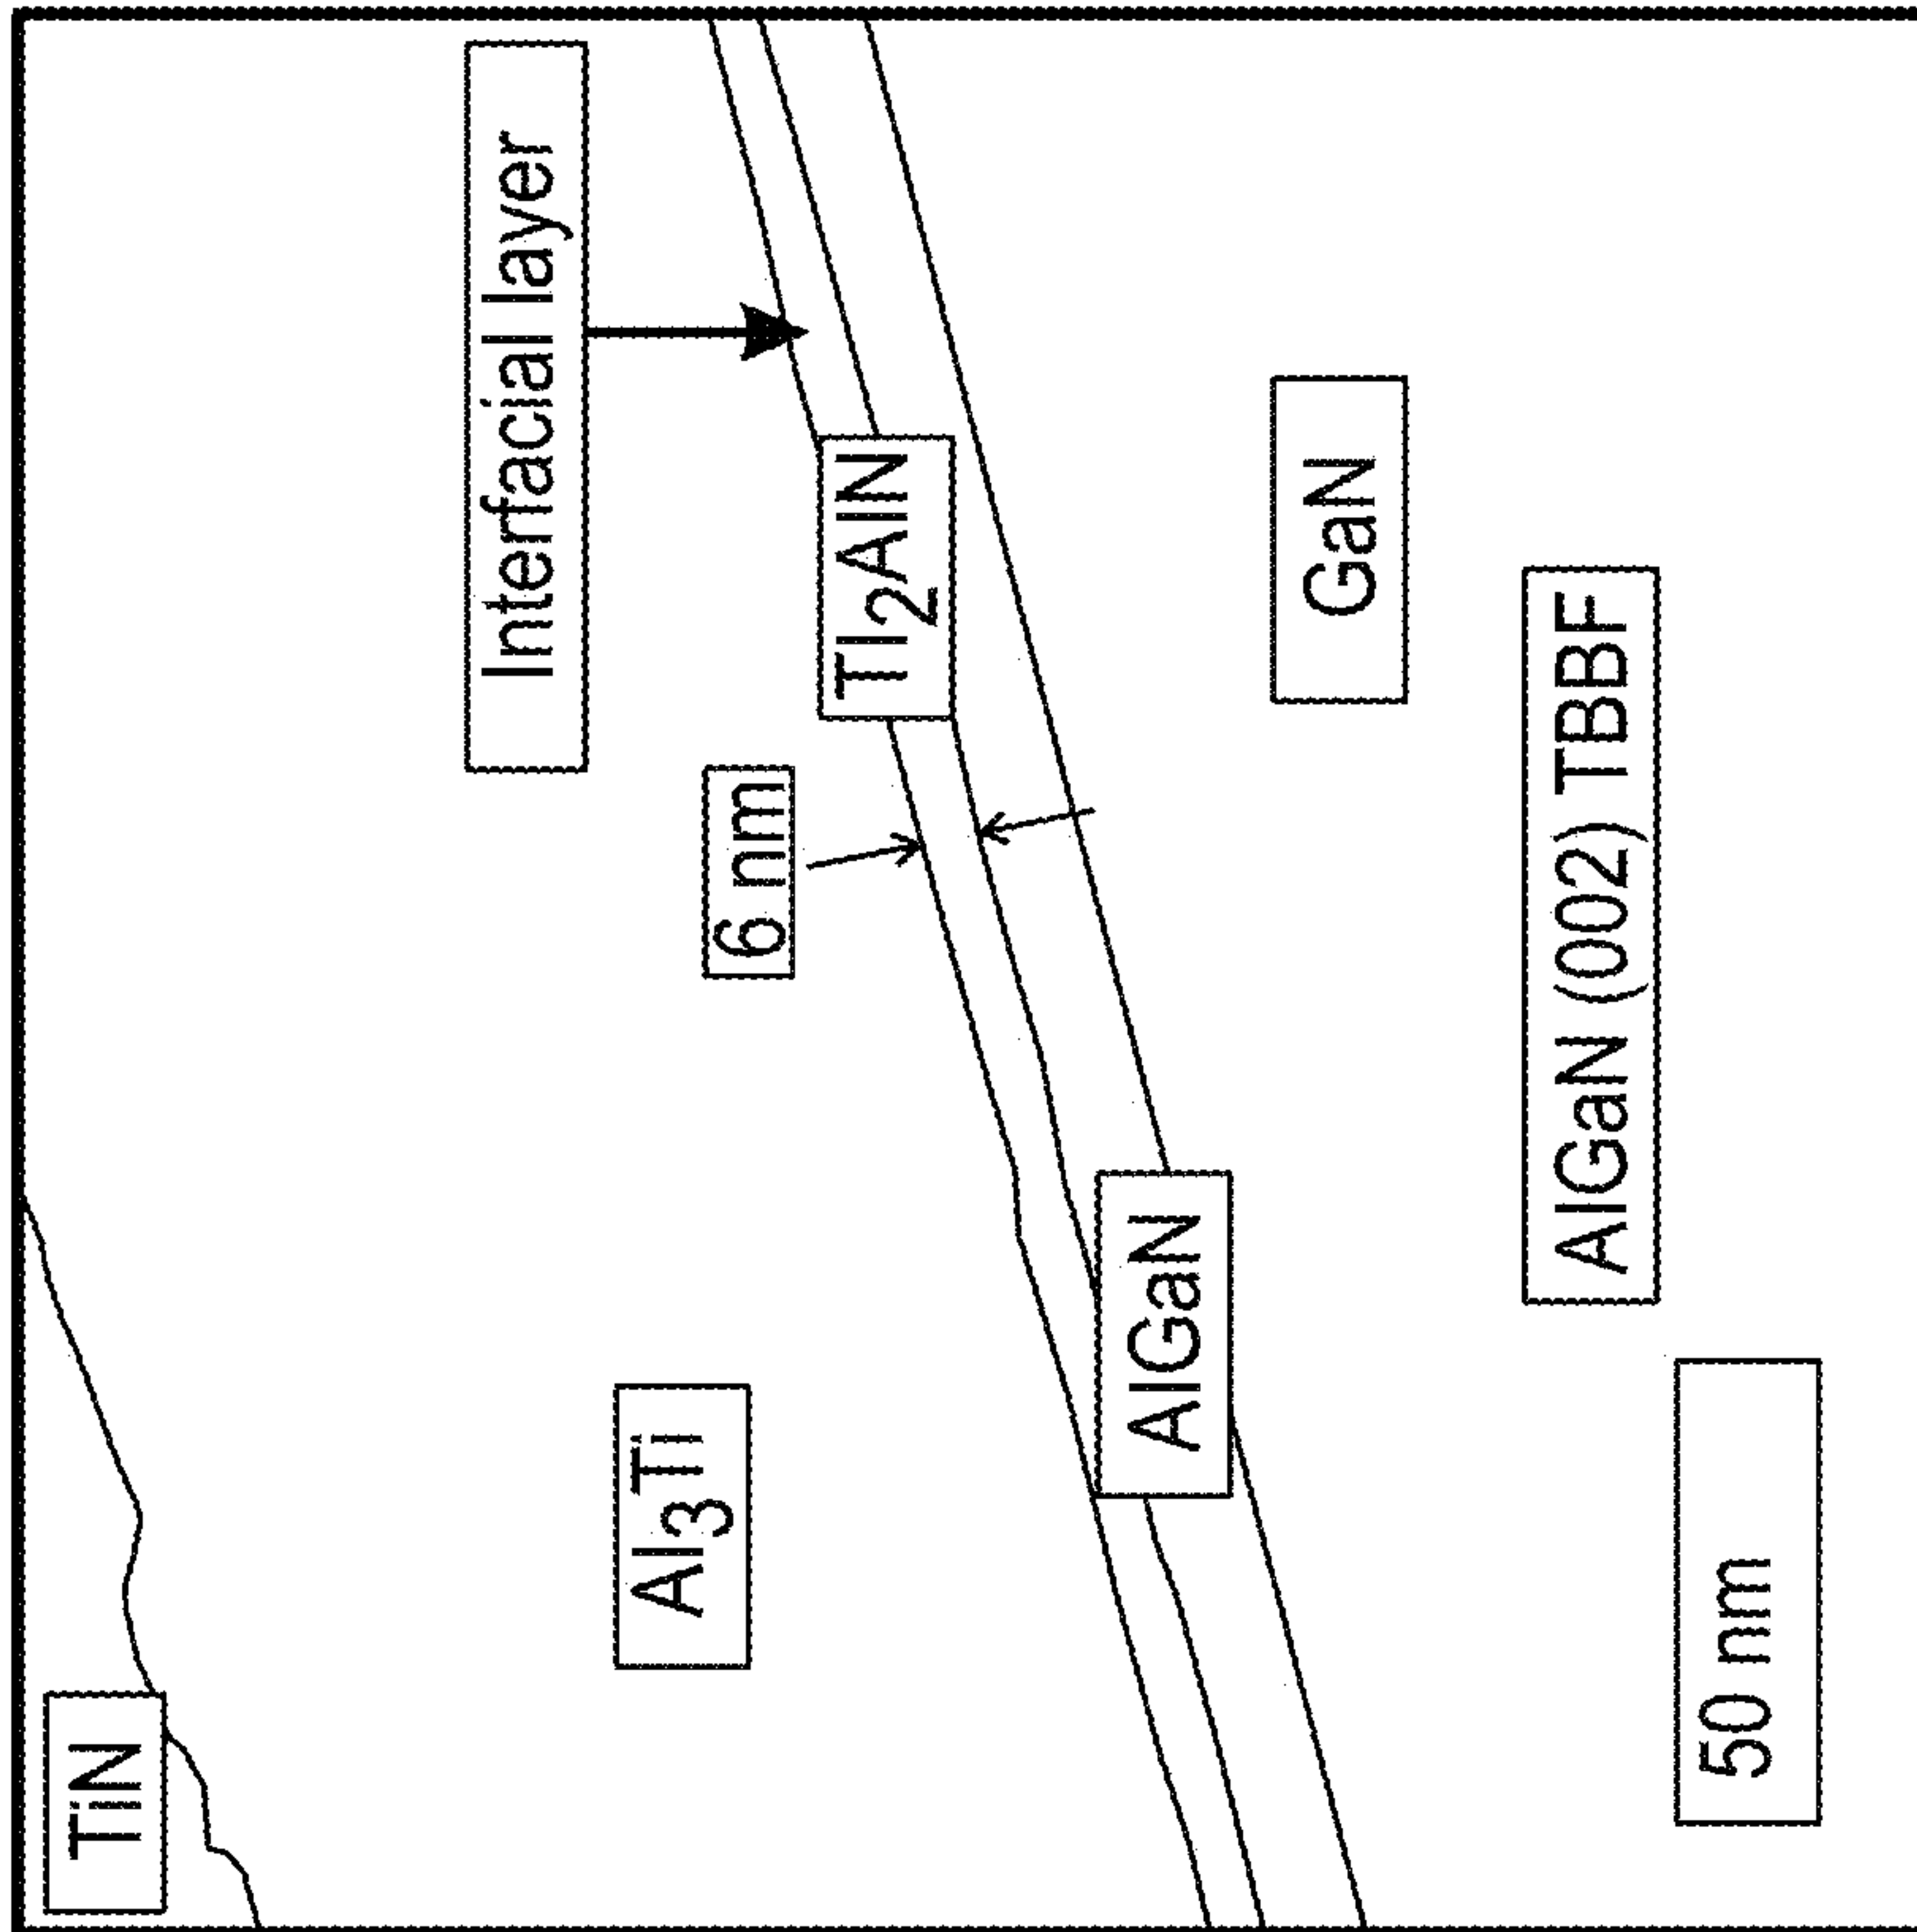 TiN
Interfacial layer
Al₃Ti
6 nm
TI₂AlN
AlGaN
GaN
AlGaN (002) TBBF
50 nm